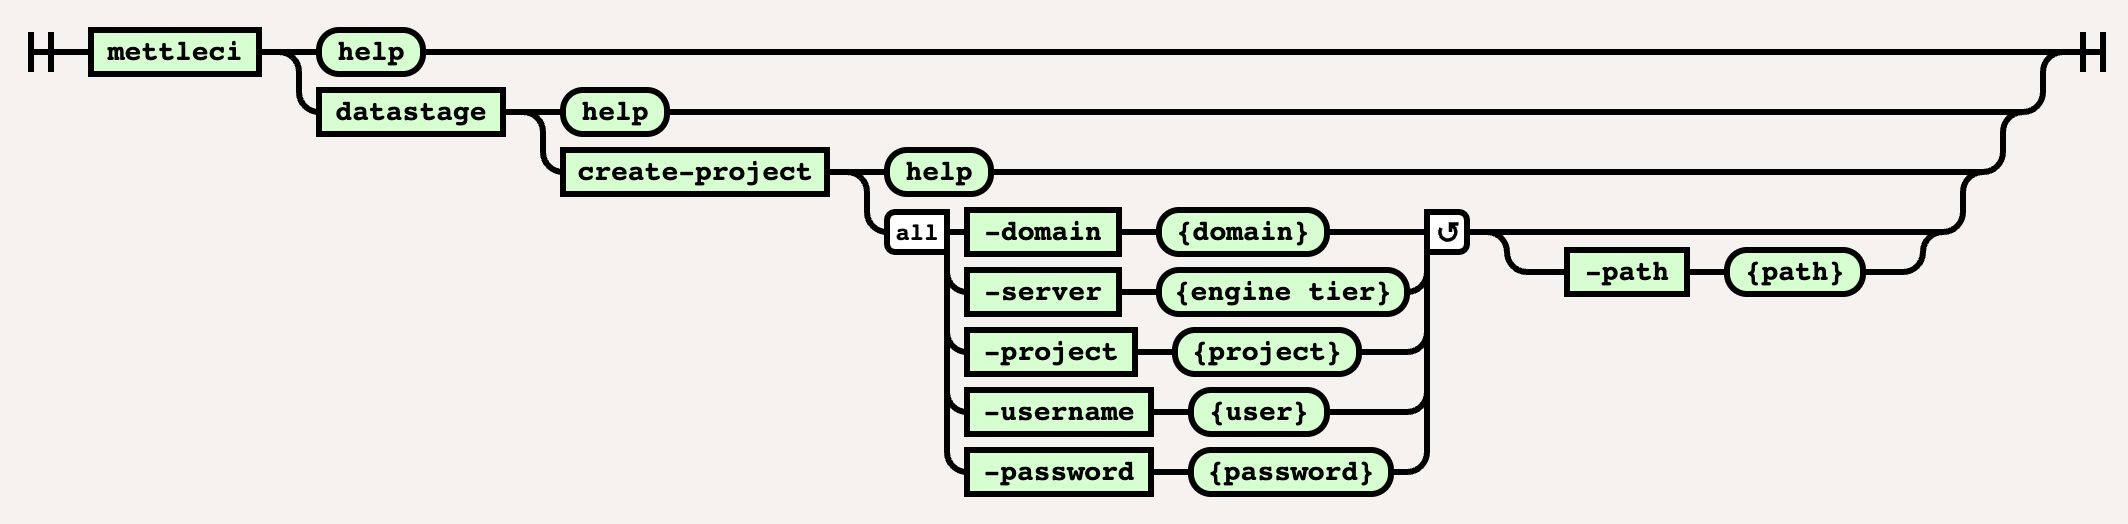 mettleci help
datastage help
create-project help
all -domain {domain} ↺
-server {engine tier}
-path {path}
-project {project}
-username {user}
-password {password}